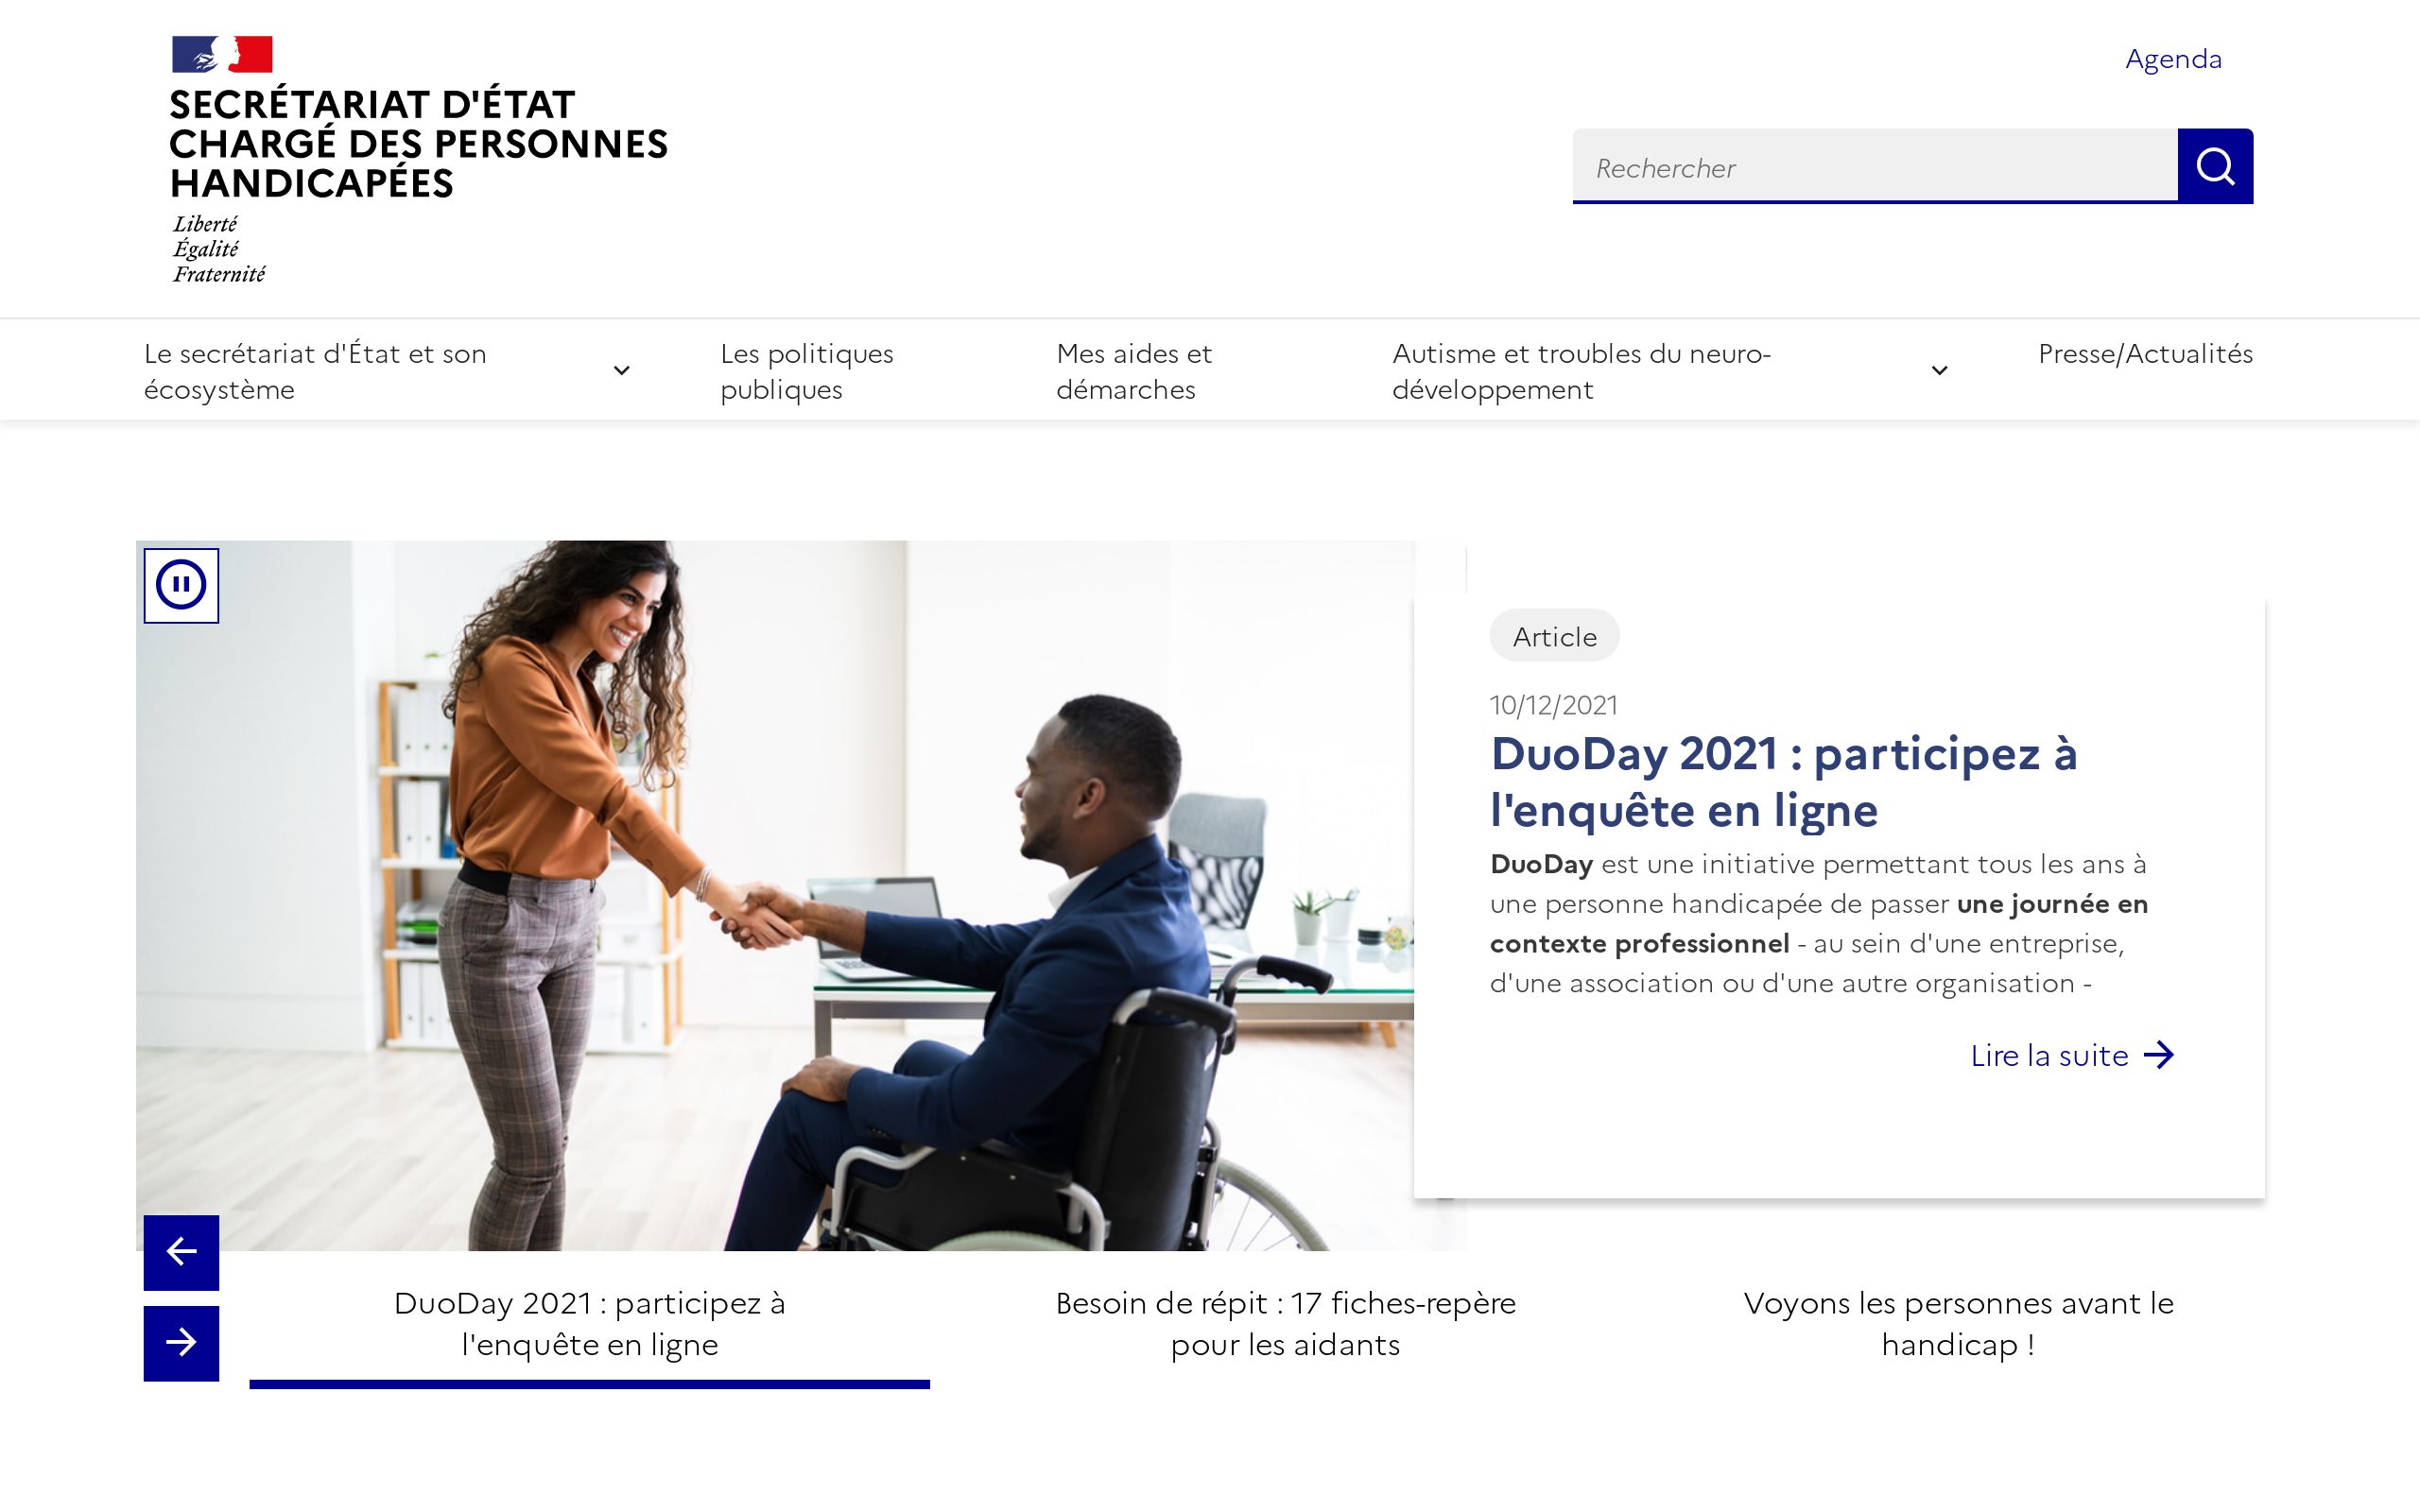 SECRÉTARIAT D'ÉTAT
CHARGÉ DES PERSONNES
HANDICAPÉES
Liberté
Égalité
Fraternité
Agenda
Rechercher
Le secrétariat d'État et son
écosystème
Les politiques
publiques
Mes aides et
démarches
Autisme et troubles du neuro-
développement
Presse/Actualités
Article
10/12/2021
DuoDay 2021 : participez à
l'enquête en ligne
DuoDay est une initiative permettant tous les ans à
une personne handicapée de passer une journée en
contexte professionnel - au sein d'une entreprise,
d'une association ou d'une autre organisation -
Lire la suite
DuoDay 2021 : participez à
l'enquête en ligne
Besoin de répit : 17 fiches-repère
pour les aidants
Voyons les personnes avant le
handicap !